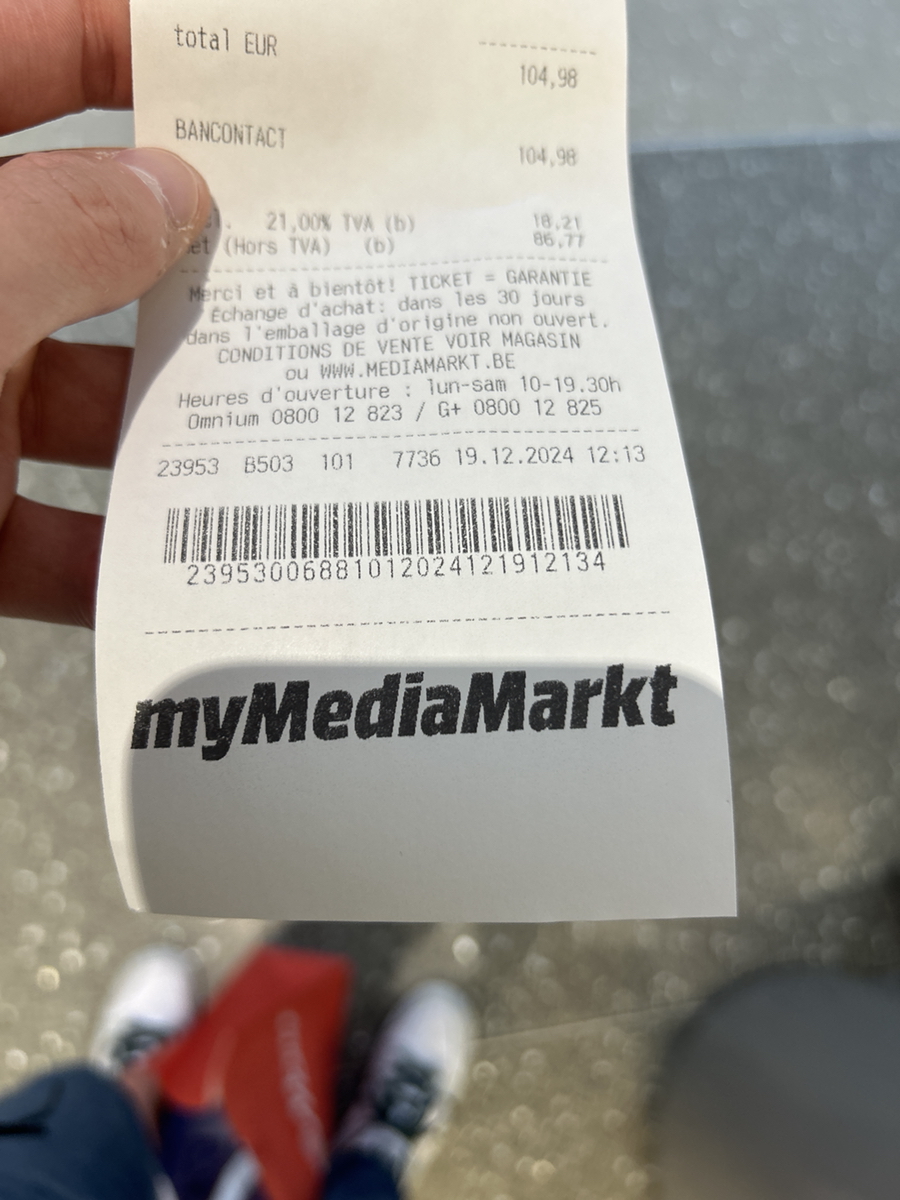 total EUR
------------
104,98
BANCONTACT
104,98
21,00% TVA (b) 18,21
(Hors TVA) (b) 86,77
Merci et à bientôt! TICKET = GARANTIE
Échange d'achat: dans les 30 jours
dans l'emballage d'origine non ouvert.
CONDITIONS DE VENTE VOIR MAGASIN
ou WWW.MEDIAMARKT.BE
Heures d'ouverture : lun-sam 10-19.30h
Omnium 0800 12 823 / G+ 0800 12 825
23953 B503 101 7736 19.12.2024 12:13
23953006881012024121912134
myMediaMarkt